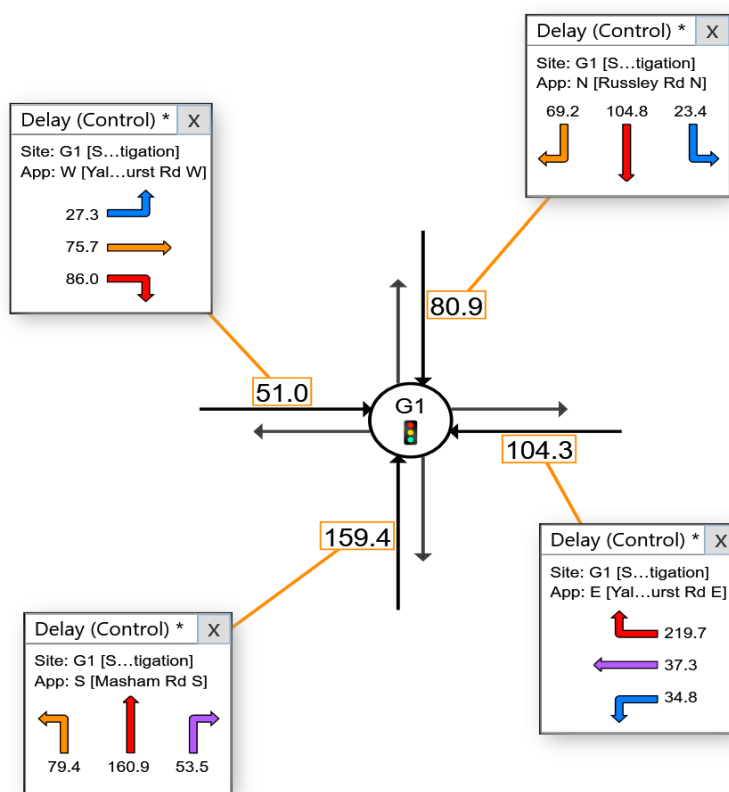 Delay (Control) * X
Site: G1 [S...tigation]
App: N [Russley Rd N]
69.2 104.8 23.4
Delay (Control) * X
Site: G1 [S...tigation]
App: W [Yal...urst Rd W]
27.3
75.7
86.0
80.9
51.0
G1
104.3
159.4
Delay (Control) * X
Site: G1 [S...tigation]
App: E [Yal...urst Rd E]
219.7
37.3
34.8
Delay (Control) * X
Site: G1 [S...tigation]
App: S [Masham Rd S]
79.4 160.9 53.5